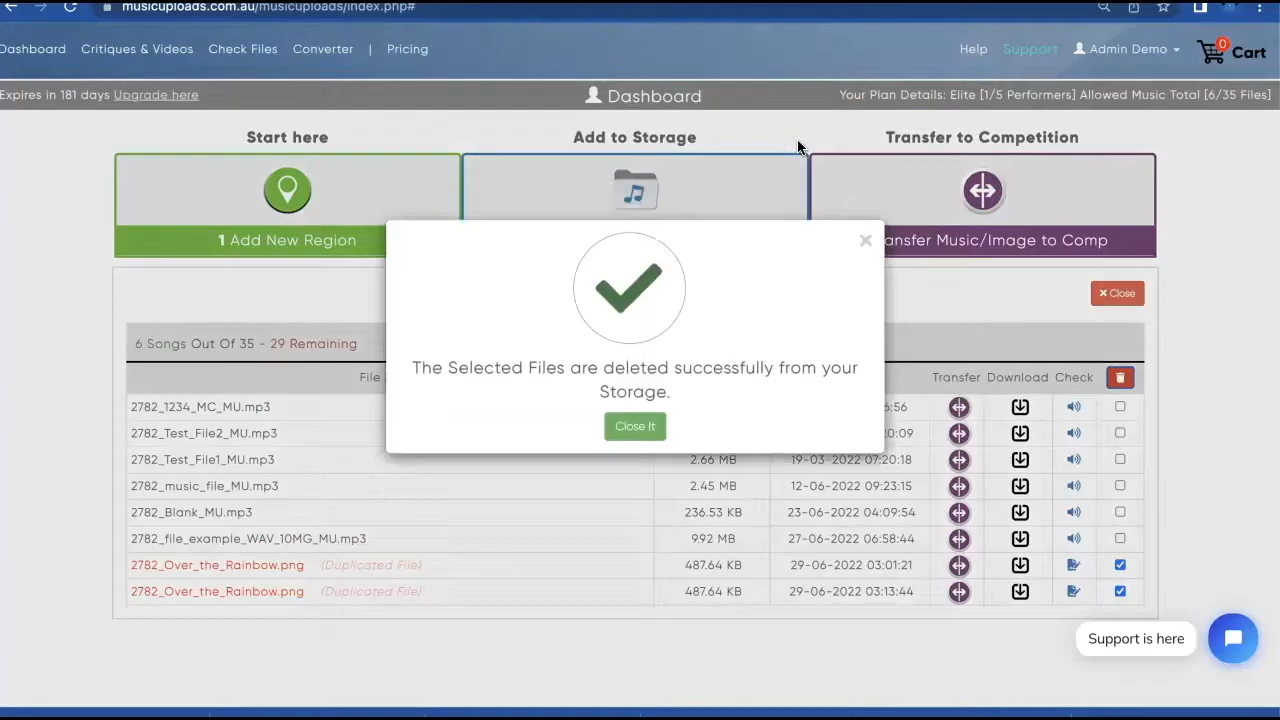 musicuploads.com.au/musicuploads/index.php#
Dashboard Critiques & Videos Check Files Converter | Pricing Help Support Admin Demo 0 Cart
Expires in 181 days Upgrade here Dashboard Your Plan Details: Elite [1/5 Performers] Allowed Music Total [6/35 Files]
Start here Add to Storage Transfer to Competition
1 Add New Region ansfer Music/Image to Comp
× Close
6 Songs Out Of 35 - 29 Remaining
The Selected Files are deleted successfully from your
Storage.
Close It
File Transfer Download Check
2782_1234_MC_MU.mp3 6:56
2782_Test_File2_MU.mp3 0:09
2782_Test_File1_MU.mp3 2.66 MB 19-03-2022 07:20:18
2782_music_file_MU.mp3 2.45 MB 12-06-2022 09:23:15
2782_Blank_MU.mp3 236.53 KB 23-06-2022 04:09:54
2782_file_example_WAV_10MG_MU.mp3 9.92 MB 27-06-2022 06:58:44
2782_Over_the_Rainbow.png (Duplicated File) 487.64 KB 29-06-2022 03:01:21
2782_Over_the_Rainbow.png (Duplicated File) 487.64 KB 29-06-2022 03:13:44
Support is here